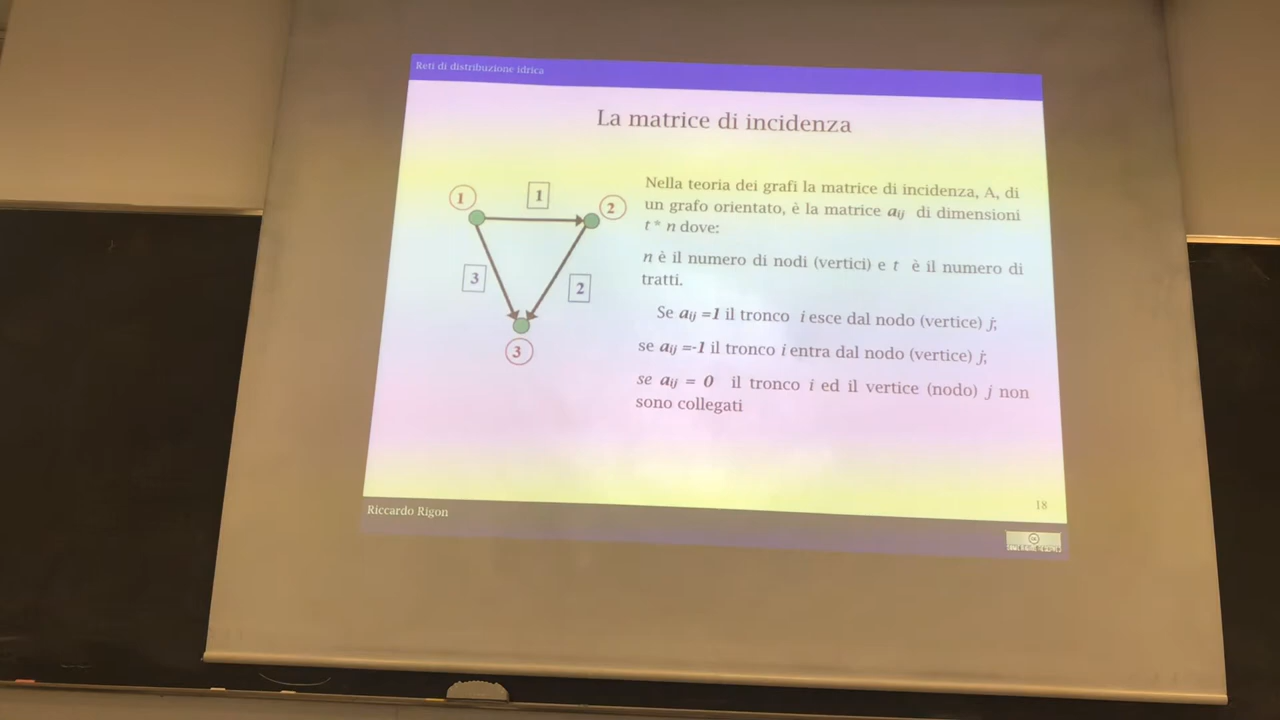 Reti di distribuzione idrica
La matrice di incidenza
1
1
2
3
2
3
Nella teoria dei grafi la matrice di incidenza, A, di
un grafo orientato, è la matrice aij di dimensioni
t * n dove:
n è il numero di nodi (vertici) e t è il numero di
tratti.
Se aij =1 il tronco i esce dal nodo (vertice) j;
se aij =-1 il tronco i entra dal nodo (vertice) j;
se aij = 0 il tronco i ed il vertice (nodo) j non
sono collegati
18
Riccardo Rigon